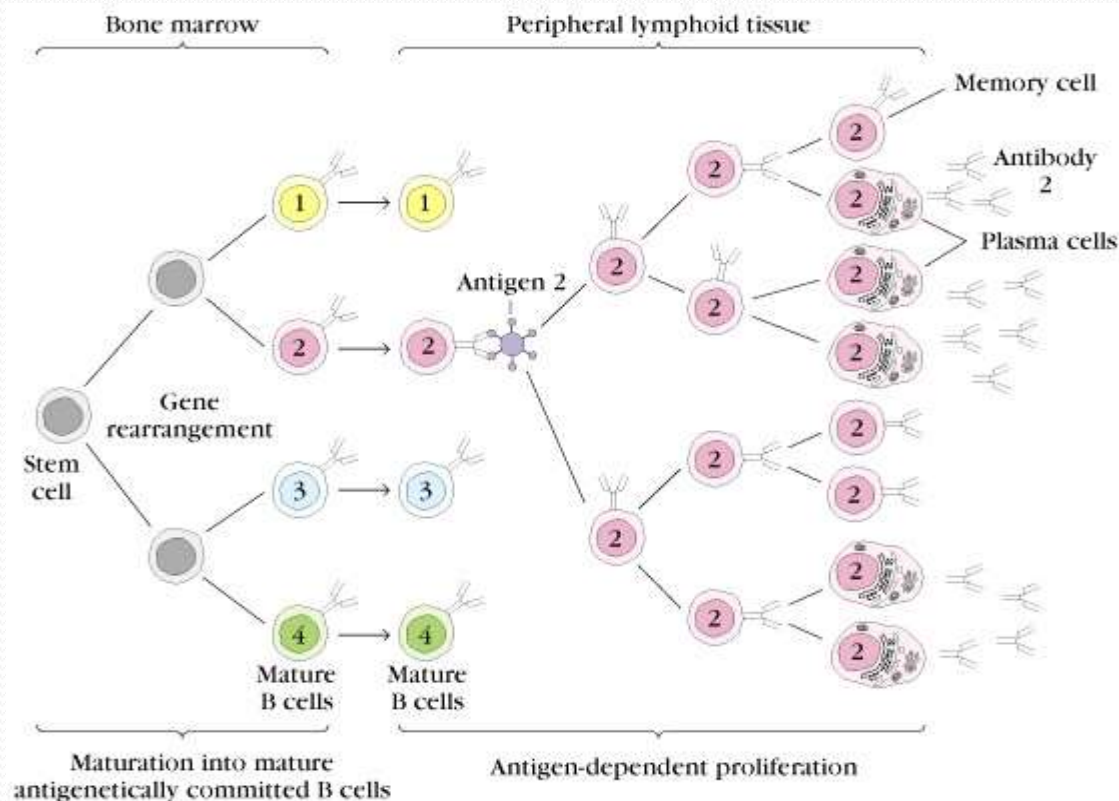 Bone marrow
Peripheral lymphoid tissue
Memory cell
2
2
Antibody
2
1
1
2
Plasma cells
2
2
Antigen 2
2
2
2
2
Gene
rearrangement
Stem
cell
2
2
3
3
2
2
2
4
4
2
2
Mature
B cells
Mature
B cells
Maturation into mature
antigenetically committed B cells
Antigen-dependent proliferation